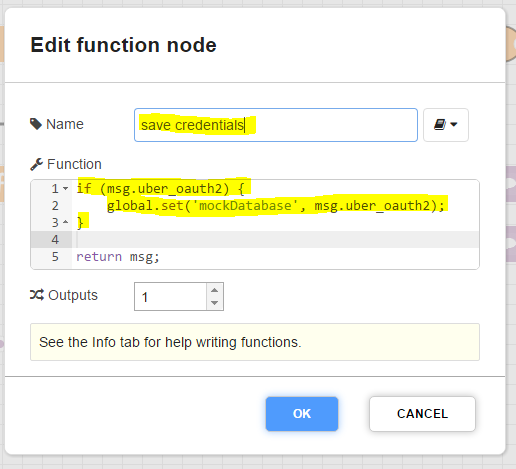 Edit function node
Name
save credentials
Function
1 if (msg.uber_oauth2) {
2 global.set('mockDatabase', msg.uber_oauth2);
3 }
4
5 return msg;
Outputs
1
See the Info tab for help writing functions.
OK CANCEL